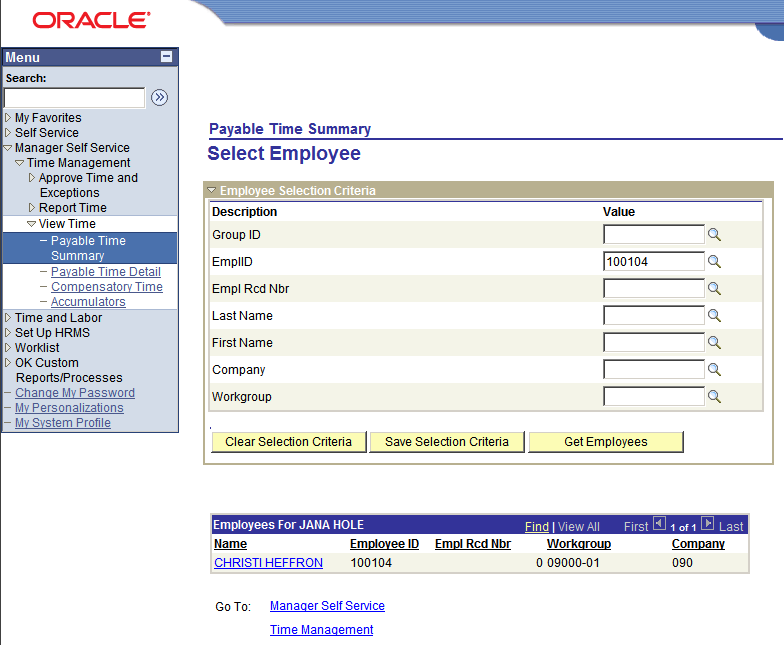 ORACLE®
Menu
Search:
My Favorites
Self Service
Manager Self Service
Time Management
Approve Time and
Exceptions
Report Time
View Time
– Payable Time
Summary
– Payable Time Detail
– Compensatory Time
– Accumulators
Time and Labor
Set Up HRMS
Worklist
OK Custom
Reports/Processes
– Change My Password
– My Personalizations
– My System Profile
Payable Time Summary
Select Employee
Employee Selection Criteria
Description Value
Group ID
EmplID 100104
Empl Rcd Nbr
Last Name
First Name
Company
Workgroup
Clear Selection Criteria Save Selection Criteria Get Employees
Employees For JANA HOLE Find | View All First 1 of 1 Last
Name Employee ID Empl Rcd Nbr Workgroup Company
CHRISTI HEFFRON 100104 0 09000-01 090
Go To: Manager Self Service
Time Management